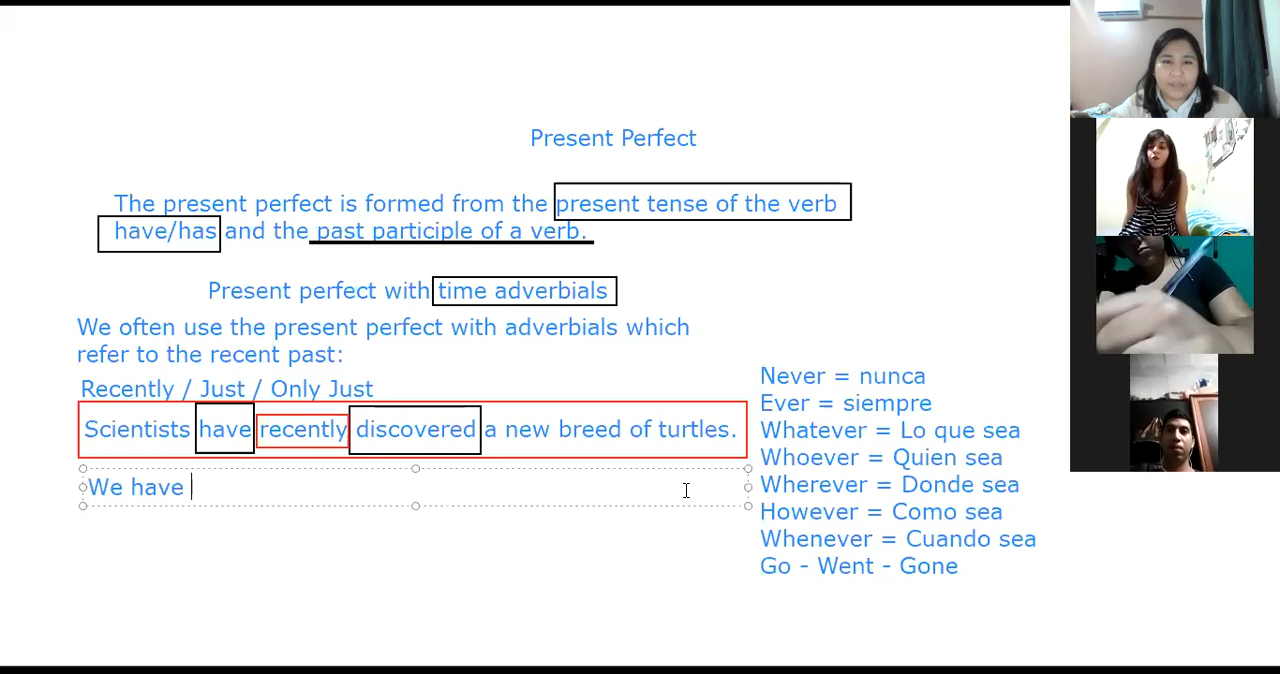 Present Perfect
The present perfect is formed from the present tense of the verb
have/has and the past participle of a verb.
Present perfect with time adverbials
We often use the present perfect with adverbials which
refer to the recent past:
Recently / Just / Only Just
Scientists have recently discovered a new breed of turtles.
We have
Never = nunca
Ever = siempre
Whatever = Lo que sea
Whoever = Quien sea
Wherever = Donde sea
However = Como sea
Whenever = Cuando sea
Go - Went - Gone